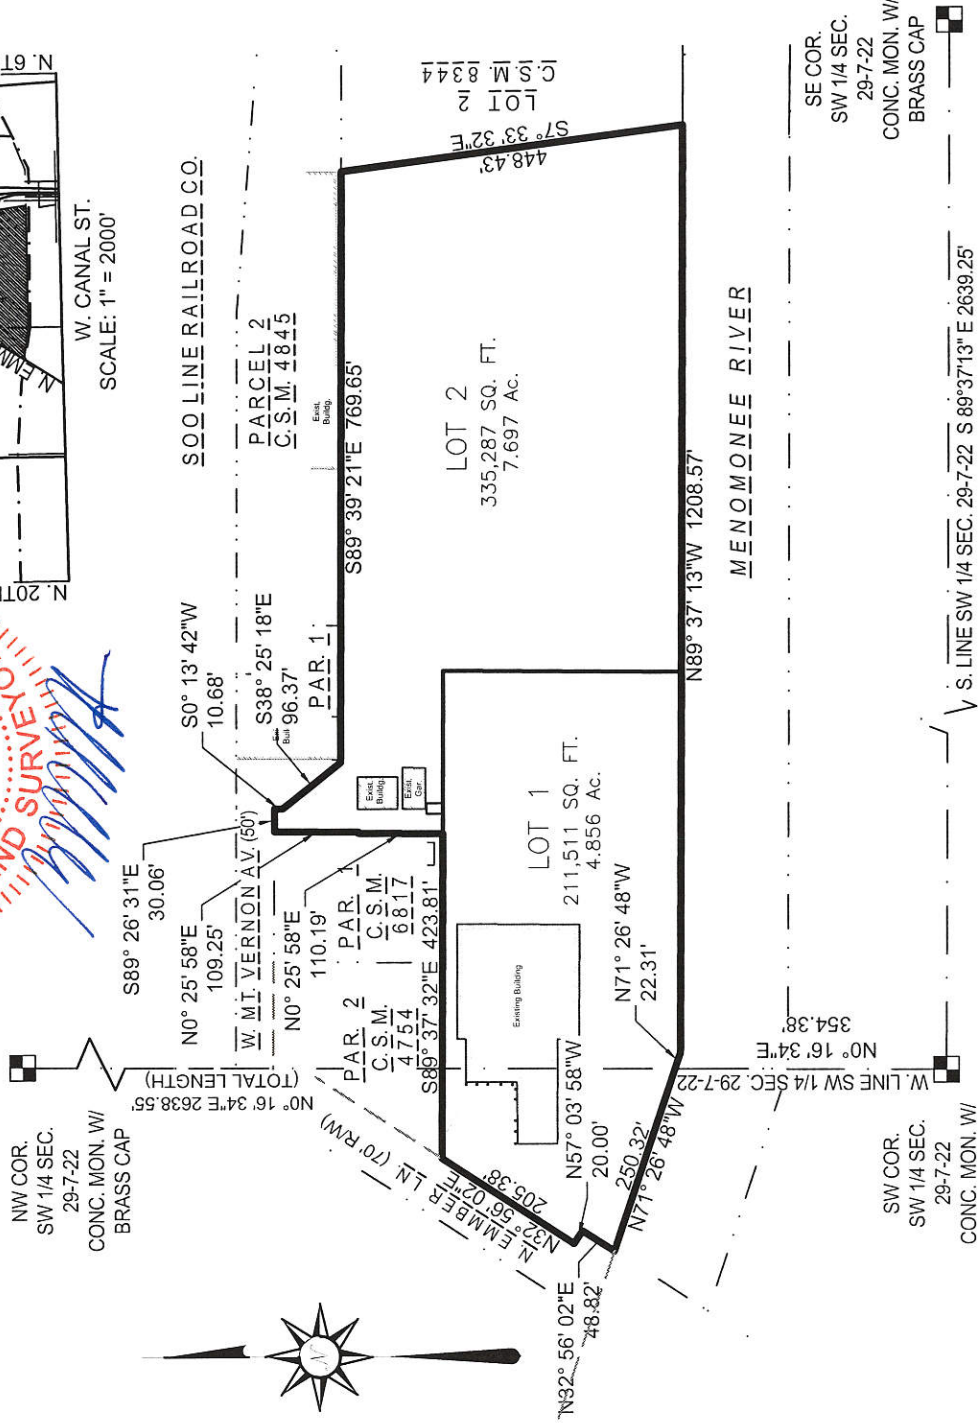 N. 6T
W. CANAL ST.
SCALE: 1" = 2000'
N. 20T
ND SURVEYO
SE COR.
SW 1/4 SEC.
29-7-22
CONC. MON. W/
BRASS CAP
LOT 2
C.S.M. 8344
S7° 33' 32"E
448.43'
SOO LINE RAILROAD CO.
PARCEL 2
C.S.M. 4845
Exist.
Buildg.
S89° 39' 21"E 769.65'
LOT 2
335,287 SQ. FT.
7.697 Ac.
MENOMONEE RIVER
N89° 37' 13"W 1208.57'
S. LINE SW 1/4 SEC. 29-7-22 S 89°37'13" E 2639.25'
S0° 13' 42"W
10.68'
S38° 25' 18"E
96.37'
PAR. 1
Exist.
Buildg.
Exist.
Gar.
S89° 26' 31"E
30.06'
N0° 25' 58"E
109.25'
W. MT. VERNON AV. (50')
N0° 25' 58"E
110.19'
PAR. 1
C.S.M.
6817
PAR. 2
C.S.M.
4754
S89° 37' 32"E 423.81'
LOT 1
211,511 SQ. FT.
4.856 Ac.
Existing Building
N71° 26' 48"W
22.31'
N57° 03' 58"W
20.00'
250.32'
N71° 26' 48"W
N0° 16' 34"E
354.38'
W. LINE SW 1/4 SEC. 29-7-22
N0° 16' 34"E 2638.55'
(TOTAL LENGTH)
N. EMMBER LN. (70' RW)
N32° 56' 02"E
205.38'
N32° 56' 02"E
48.82'
NW COR.
SW 1/4 SEC.
29-7-22
CONC. MON. W/
BRASS CAP
SW COR.
SW 1/4 SEC.
29-7-22
CONC. MON. W/
N